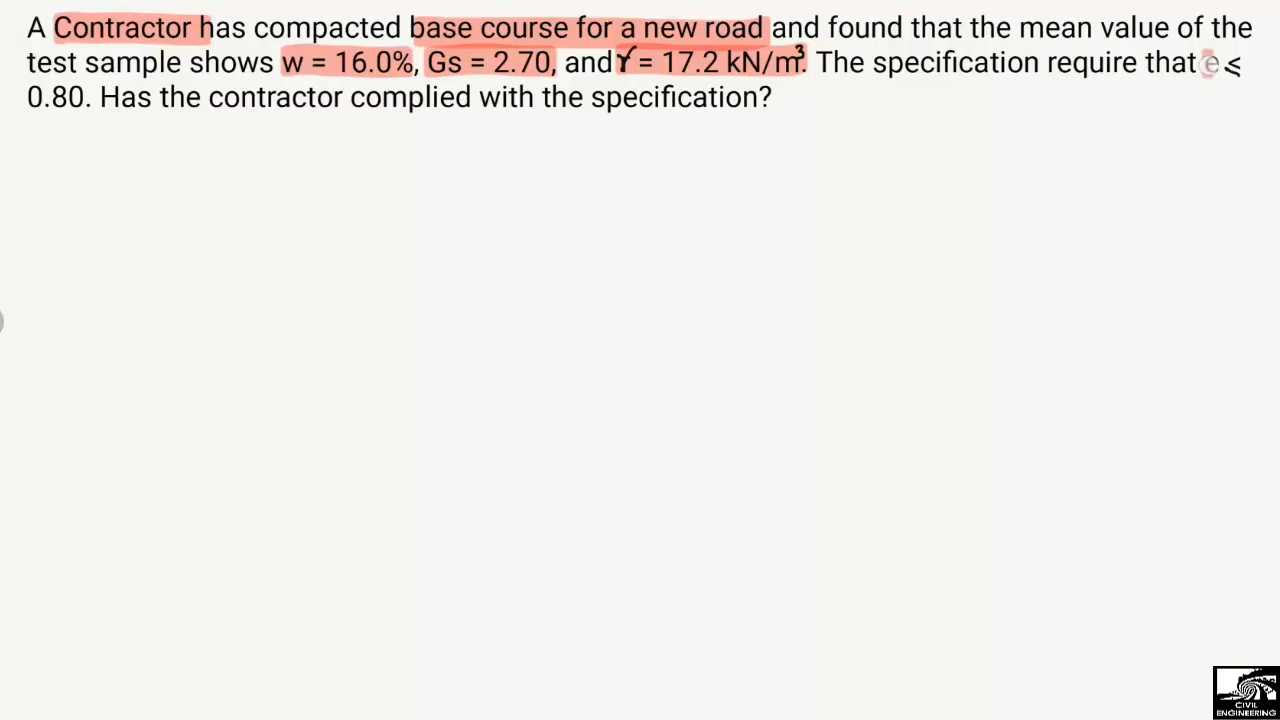 A Contractor has compacted base course for a new road and found that the mean value of the
test sample shows w = 16.0%, Gs = 2.70, and ϒ = 17.2 kN/m³. The specification require that e ⩽
0.80. Has the contractor complied with the specification?
CIVIL
ENGINEERING